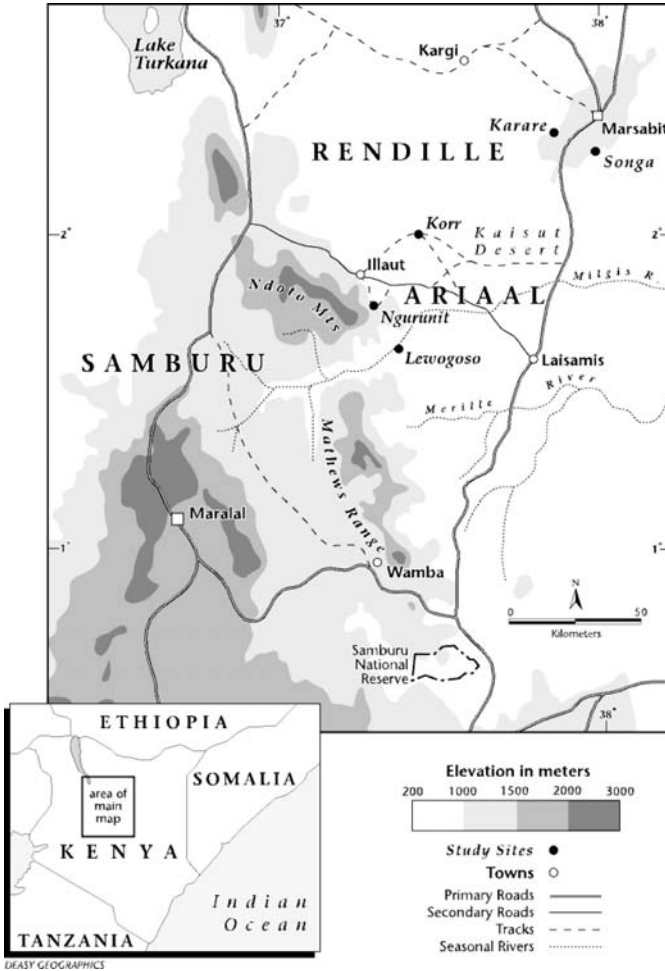 37°
38°
Lake
Turkana
Kargi
Marsabit
Karare
Songa
RENDILLE
2°
2°
Korr
Kaisut
Desert
Illaut
Milgis R.
Ndoto Mts
ARIAAL
Ngurunit
SAMBURU
Lewogoso
Laisamis
Merille River
Mathews Range
Maralal
1°
1°
Wamba
N
0 50
Kilometers
Samburu
National
Reserve
38°
ETHIOPIA
SOMALIA
area of
main
map
KENYA
Indian
Ocean
TANZANIA
Elevation in meters
200 1000 1500 2000 3000
Study Sites
Towns
Primary Roads
Secondary Roads
Tracks
Seasonal Rivers
DEASY GEOGRAPHICS